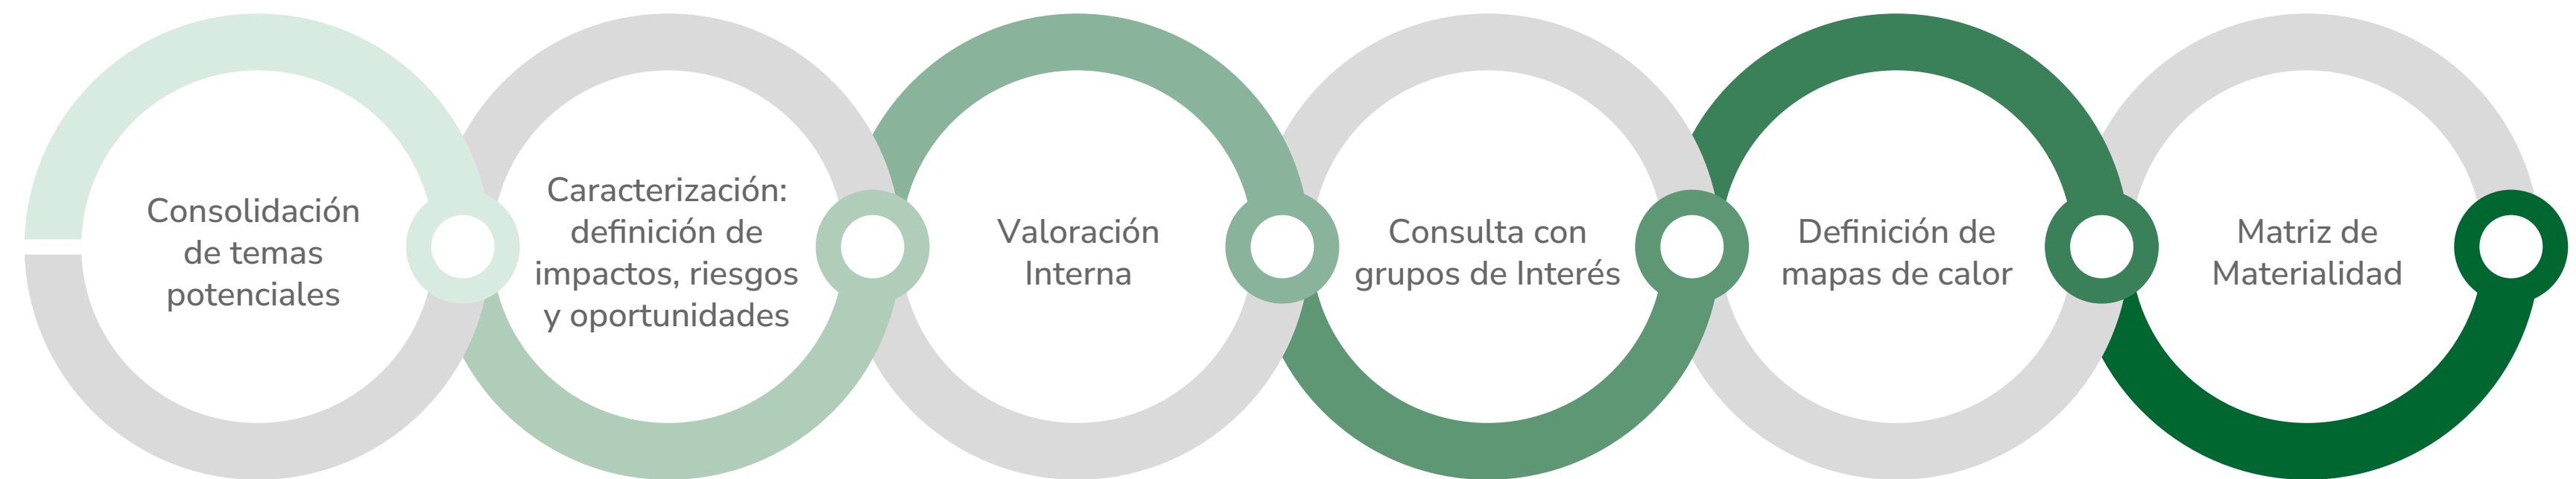 Consolidación
de temas
potenciales
Caracterización:
definición de
impactos, riesgos
y oportunidades
Valoración
Interna
Consulta con
grupos de Interés
Definición de
mapas de calor
Matriz de
Materialidad